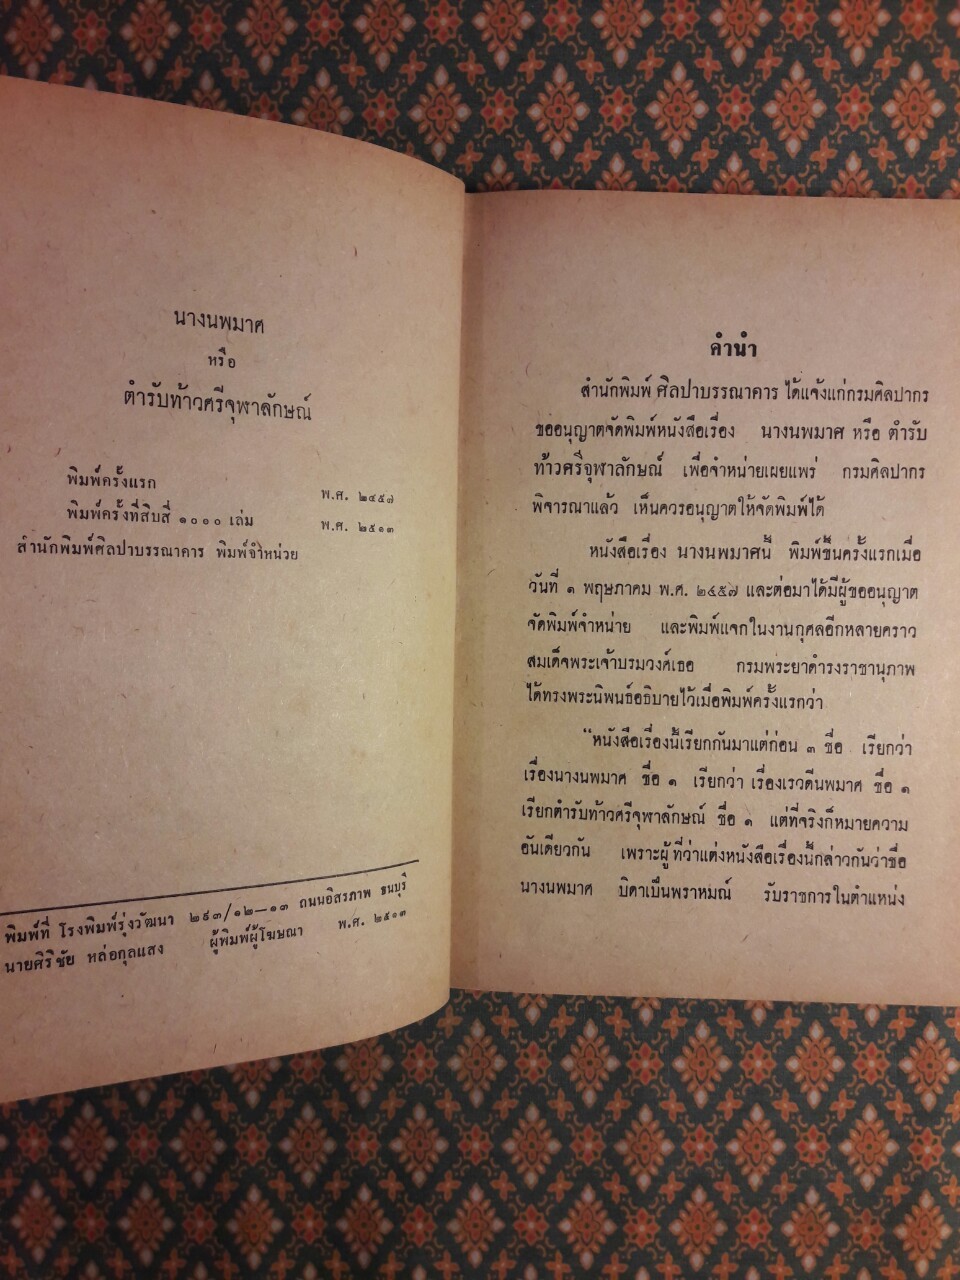 นางนพมาศ
หรือ
ตำรับท้าวศรีจุฬาลักษณ์
พิมพ์ครั้งแรก พ.ศ. ๒๔๕๗
พิมพ์ครั้งที่สิบสี่ ๑๐๐๐ เล่ม พ.ศ. ๒๕๑๓
สำนักพิมพ์ศิลปาบรรณาคาร พิมพ์จำหน่วย
พิมพ์ที่ โรงพิมพ์รุ่งวัฒนา ๒๙๓/๑๒—๑๓ ถนนอิสรภาพ ธนบุรี
นายศิริชัย หล่อกุลแสง ผู้พิมพ์ผู้โฆษณา พ.ศ. ๒๕๑๓
คำนำ
สำนักพิมพ์ ศิลปาบรรณาคาร ได้แจ้งแก่กรมศิลปากร
ขออนุญาตจัดพิมพ์หนังสือเรื่อง นางนพมาศ หรือ ตำรับ
ท้าวศรีจุฬาลักษณ์ เพื่อจำหน่ายเผยแพร่ กรมศิลปากร
พิจารณาแล้ว เห็นควรอนุญาตให้จัดพิมพ์ได้
หนังสือเรื่อง นางนพมาศนี้ พิมพ์ขึ้นครั้งแรกเมื่อ
วันที่ ๑ พฤษภาคม พ.ศ. ๒๔๕๗ และต่อมาได้มีผู้ขออนุญาต
จัดพิมพ์จำหน่าย และพิมพ์แจกในงานกุศลอีกหลายคราว
สมเด็จพระเจ้าบรมวงศ์เธอ กรมพระยาดำรงราชานุภาพ
ได้ทรงพระนิพนธ์อธิบายไว้เมื่อพิมพ์ครั้งแรกว่า
"หนังสือเรื่องนี้เรียกกันมาแต่ก่อน ๓ ชื่อ เรียกว่า
เรื่องนางนพมาศ ชื่อ ๑ เรียกว่า เรื่องเรวดีนพมาศ ชื่อ ๑
เรียกตำรับท้าวศรีจุฬาลักษณ์ ชื่อ ๑ แต่ที่จริงก็หมายความ
อันเดียวกัน เพราะผู้ที่ว่าแต่งหนังสือเรื่องนี้กล่าวกันว่าชื่อ
นางนพมาศ บิดาเป็นพราหมณ์ รับราชการในตำแหน่ง